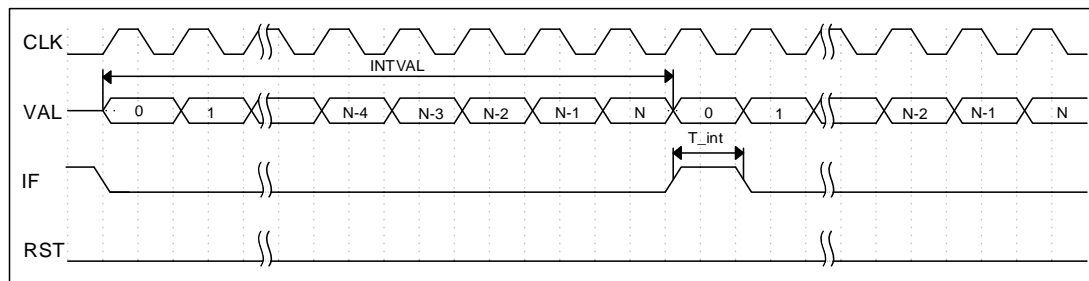 CLK
INTVAL
VAL 0 1 N-4 N-3 N-2 N-1 N 0 1 N-2 N-1 N
T_int
IF
RST